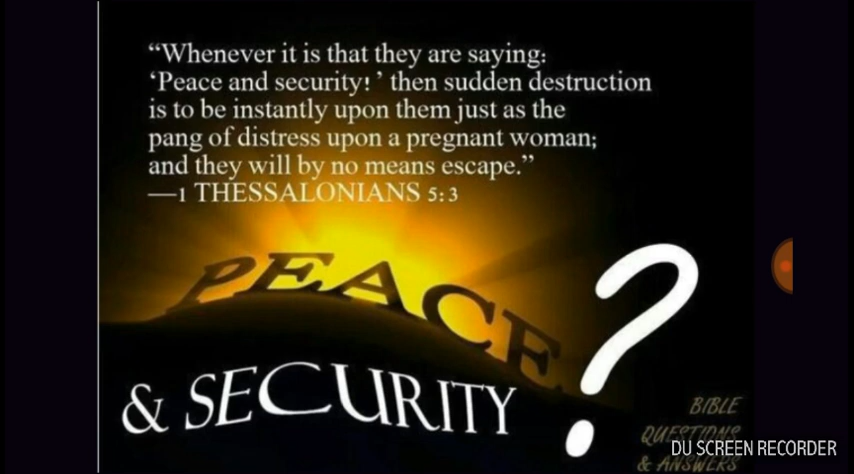 “Whenever it is that they are saying:
‘Peace and security!’ then sudden destruction
is to be instantly upon them just as the
pang of distress upon a pregnant woman;
and they will by no means escape.”
—1 THESSALONIANS 5:3
PEACE
& SECURITY ?
BIBLE
QUESTIONS
& ANSWERS
DU SCREEN RECORDER